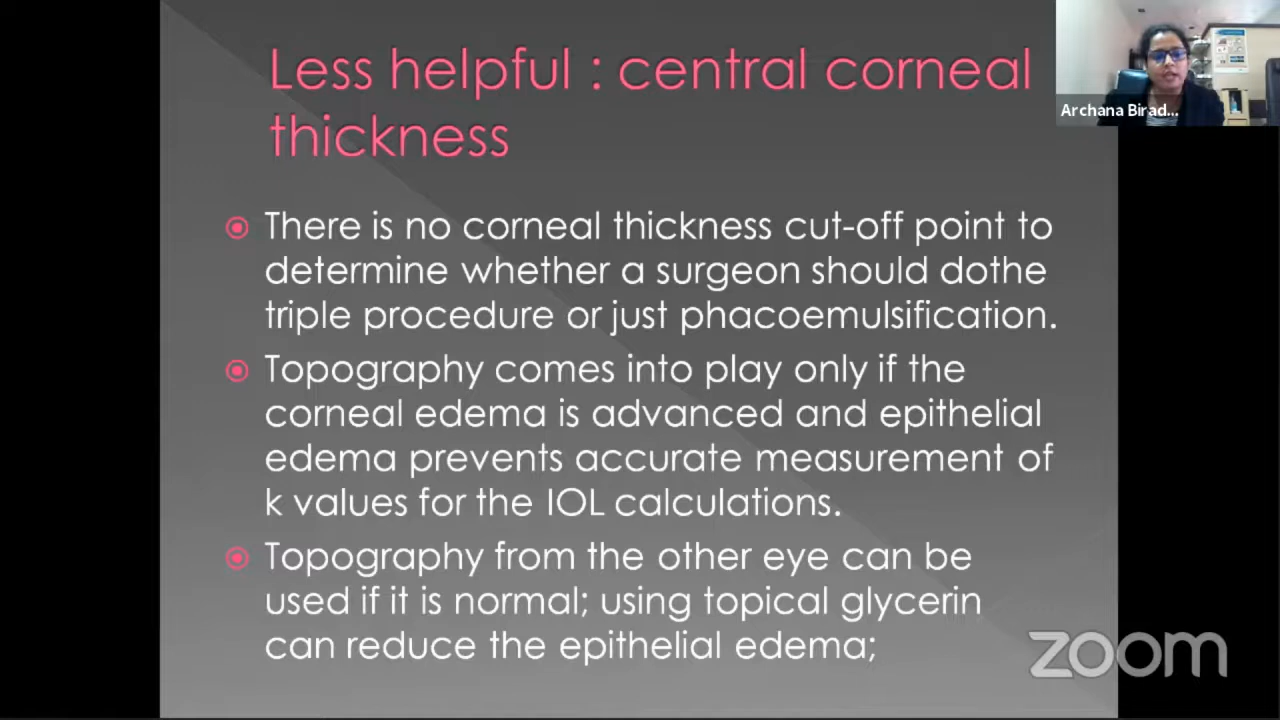 Less helpful : central corneal
thickness
Archana Birad...
There is no corneal thickness cut-off point to
determine whether a surgeon should dothe
triple procedure or just phacoemulsification.
Topography comes into play only if the
corneal edema is advanced and epithelial
edema prevents accurate measurement of
k values for the IOL calculations.
Topography from the other eye can be
used if it is normal; using topical glycerin
can reduce the epithelial edema;
zoom